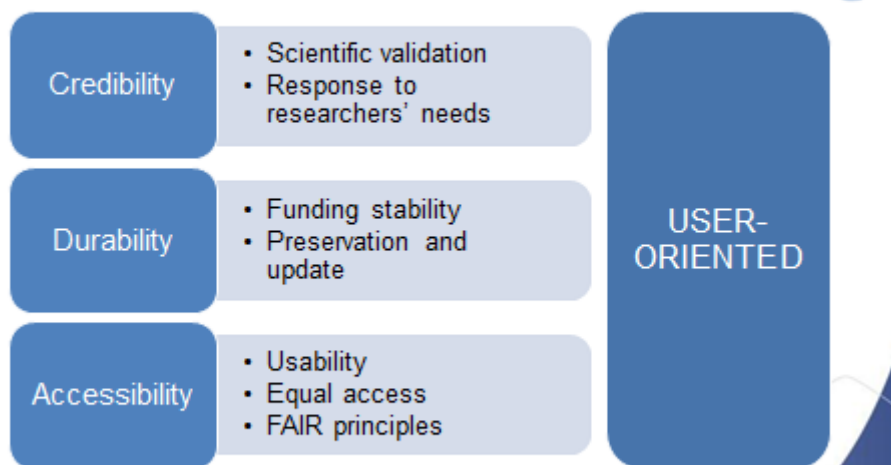 Credibility
• Scientific validation
• Response to
researchers' needs
Durability
• Funding stability
• Preservation and
update
Accessibility
• Usability
• Equal access
• FAIR principles
USER-
ORIENTED